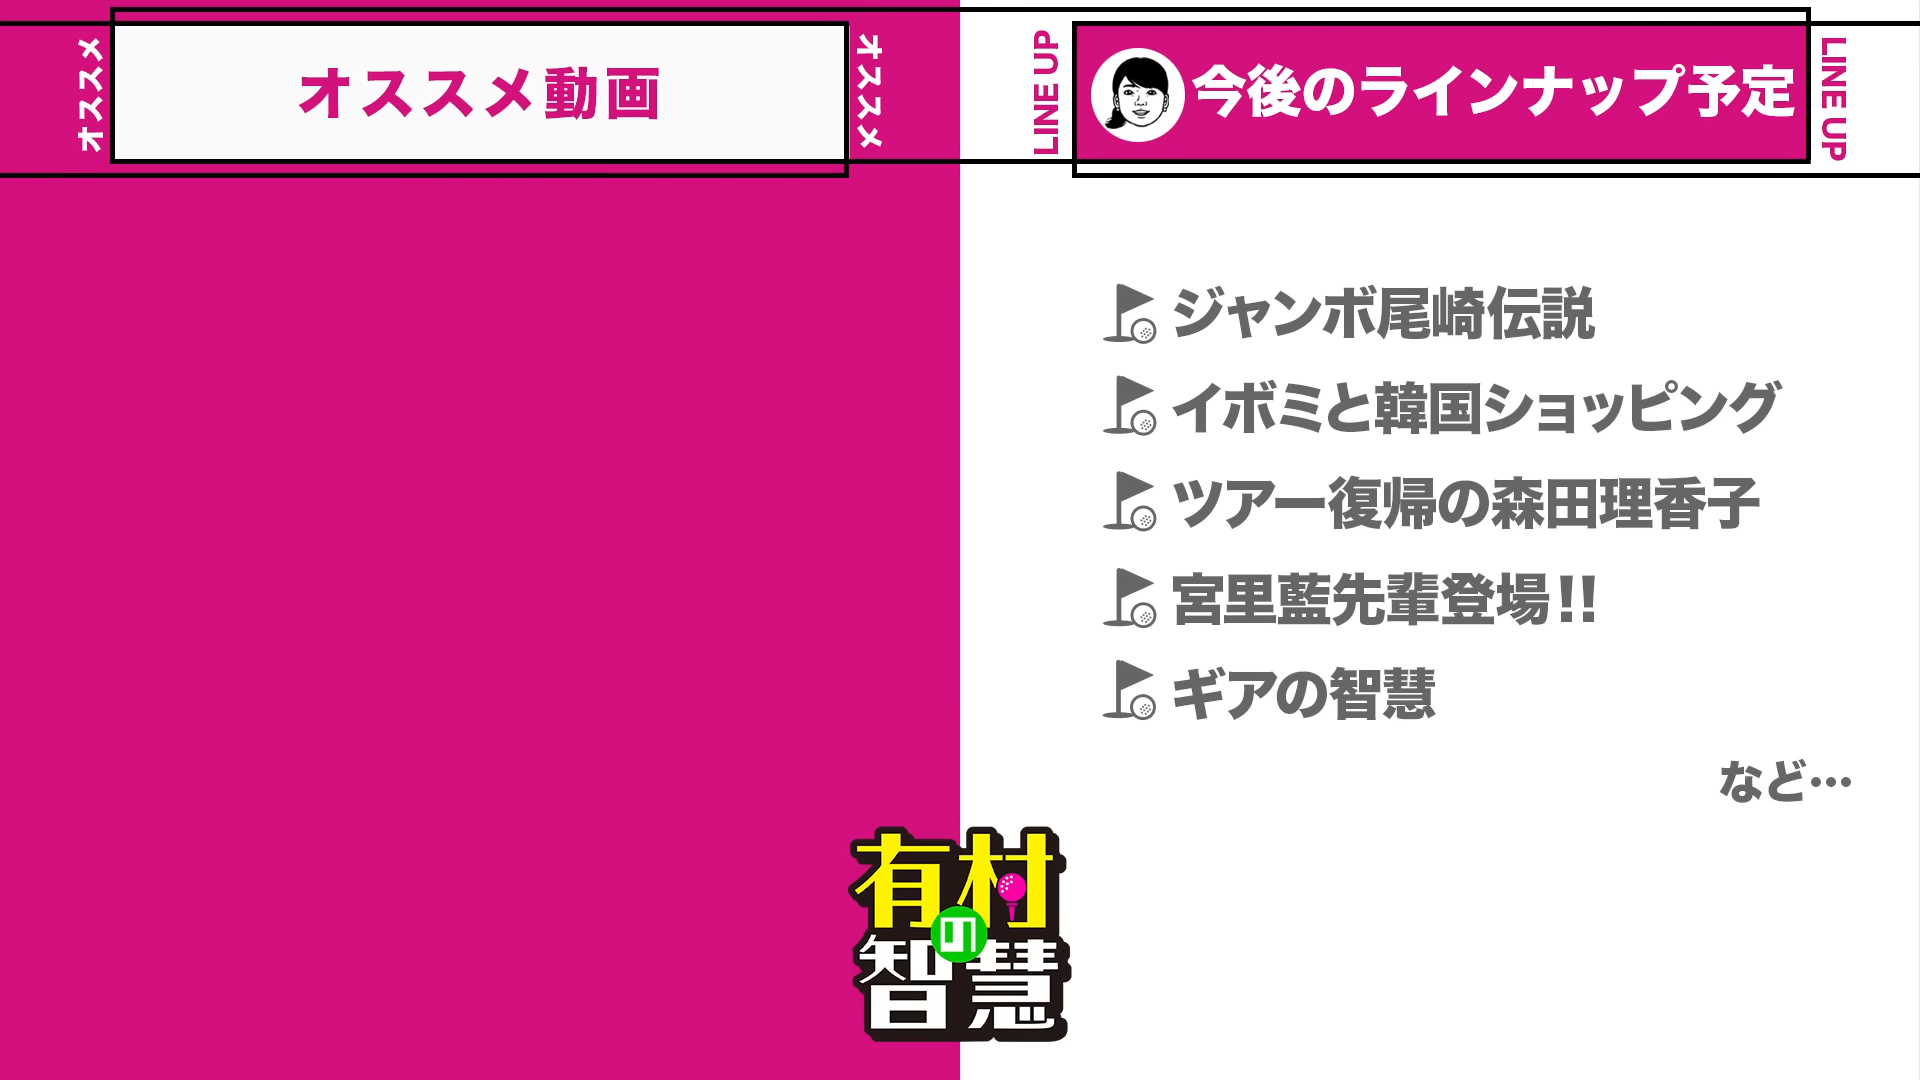 オススメ
オススメ動画
オススメ
LINE UP
今後のラインナップ予定
LINE UP
ジャンボ尾崎伝説
イボミと韓国ショッピング
ツアー復帰の森田理香子
宮里藍先輩登場!!
ギアの智慧
など…
有村
の
智慧